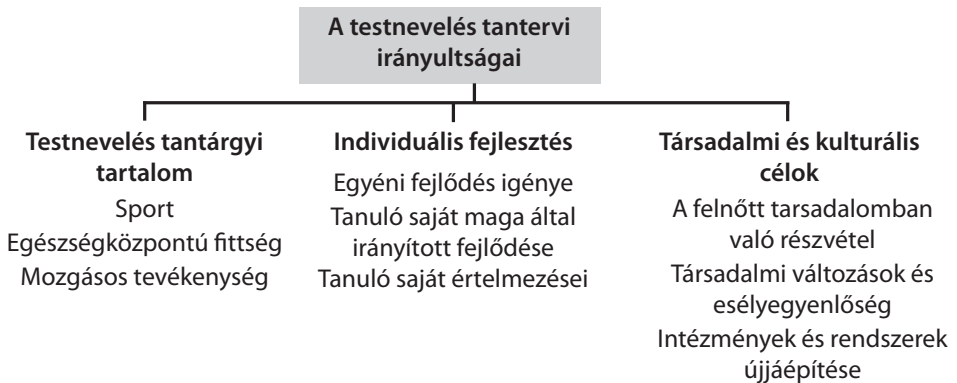 A testnevelés tantervi
irányultságai
Testnevelés tantárgyi
tartalom
Sport
Egészségközpontú fittség
Mozgásos tevékenység
Individuális fejlesztés
Egyéni fejlődés igénye
Tanuló saját maga által
irányított fejlődése
Tanuló saját értelmezései
Társadalmi és kulturális
célok
A felnőtt tarsadalomban
való részvétel
Társadalmi változások és
esélyegyenlőség
Intézmények és rendszerek
újjáépítése